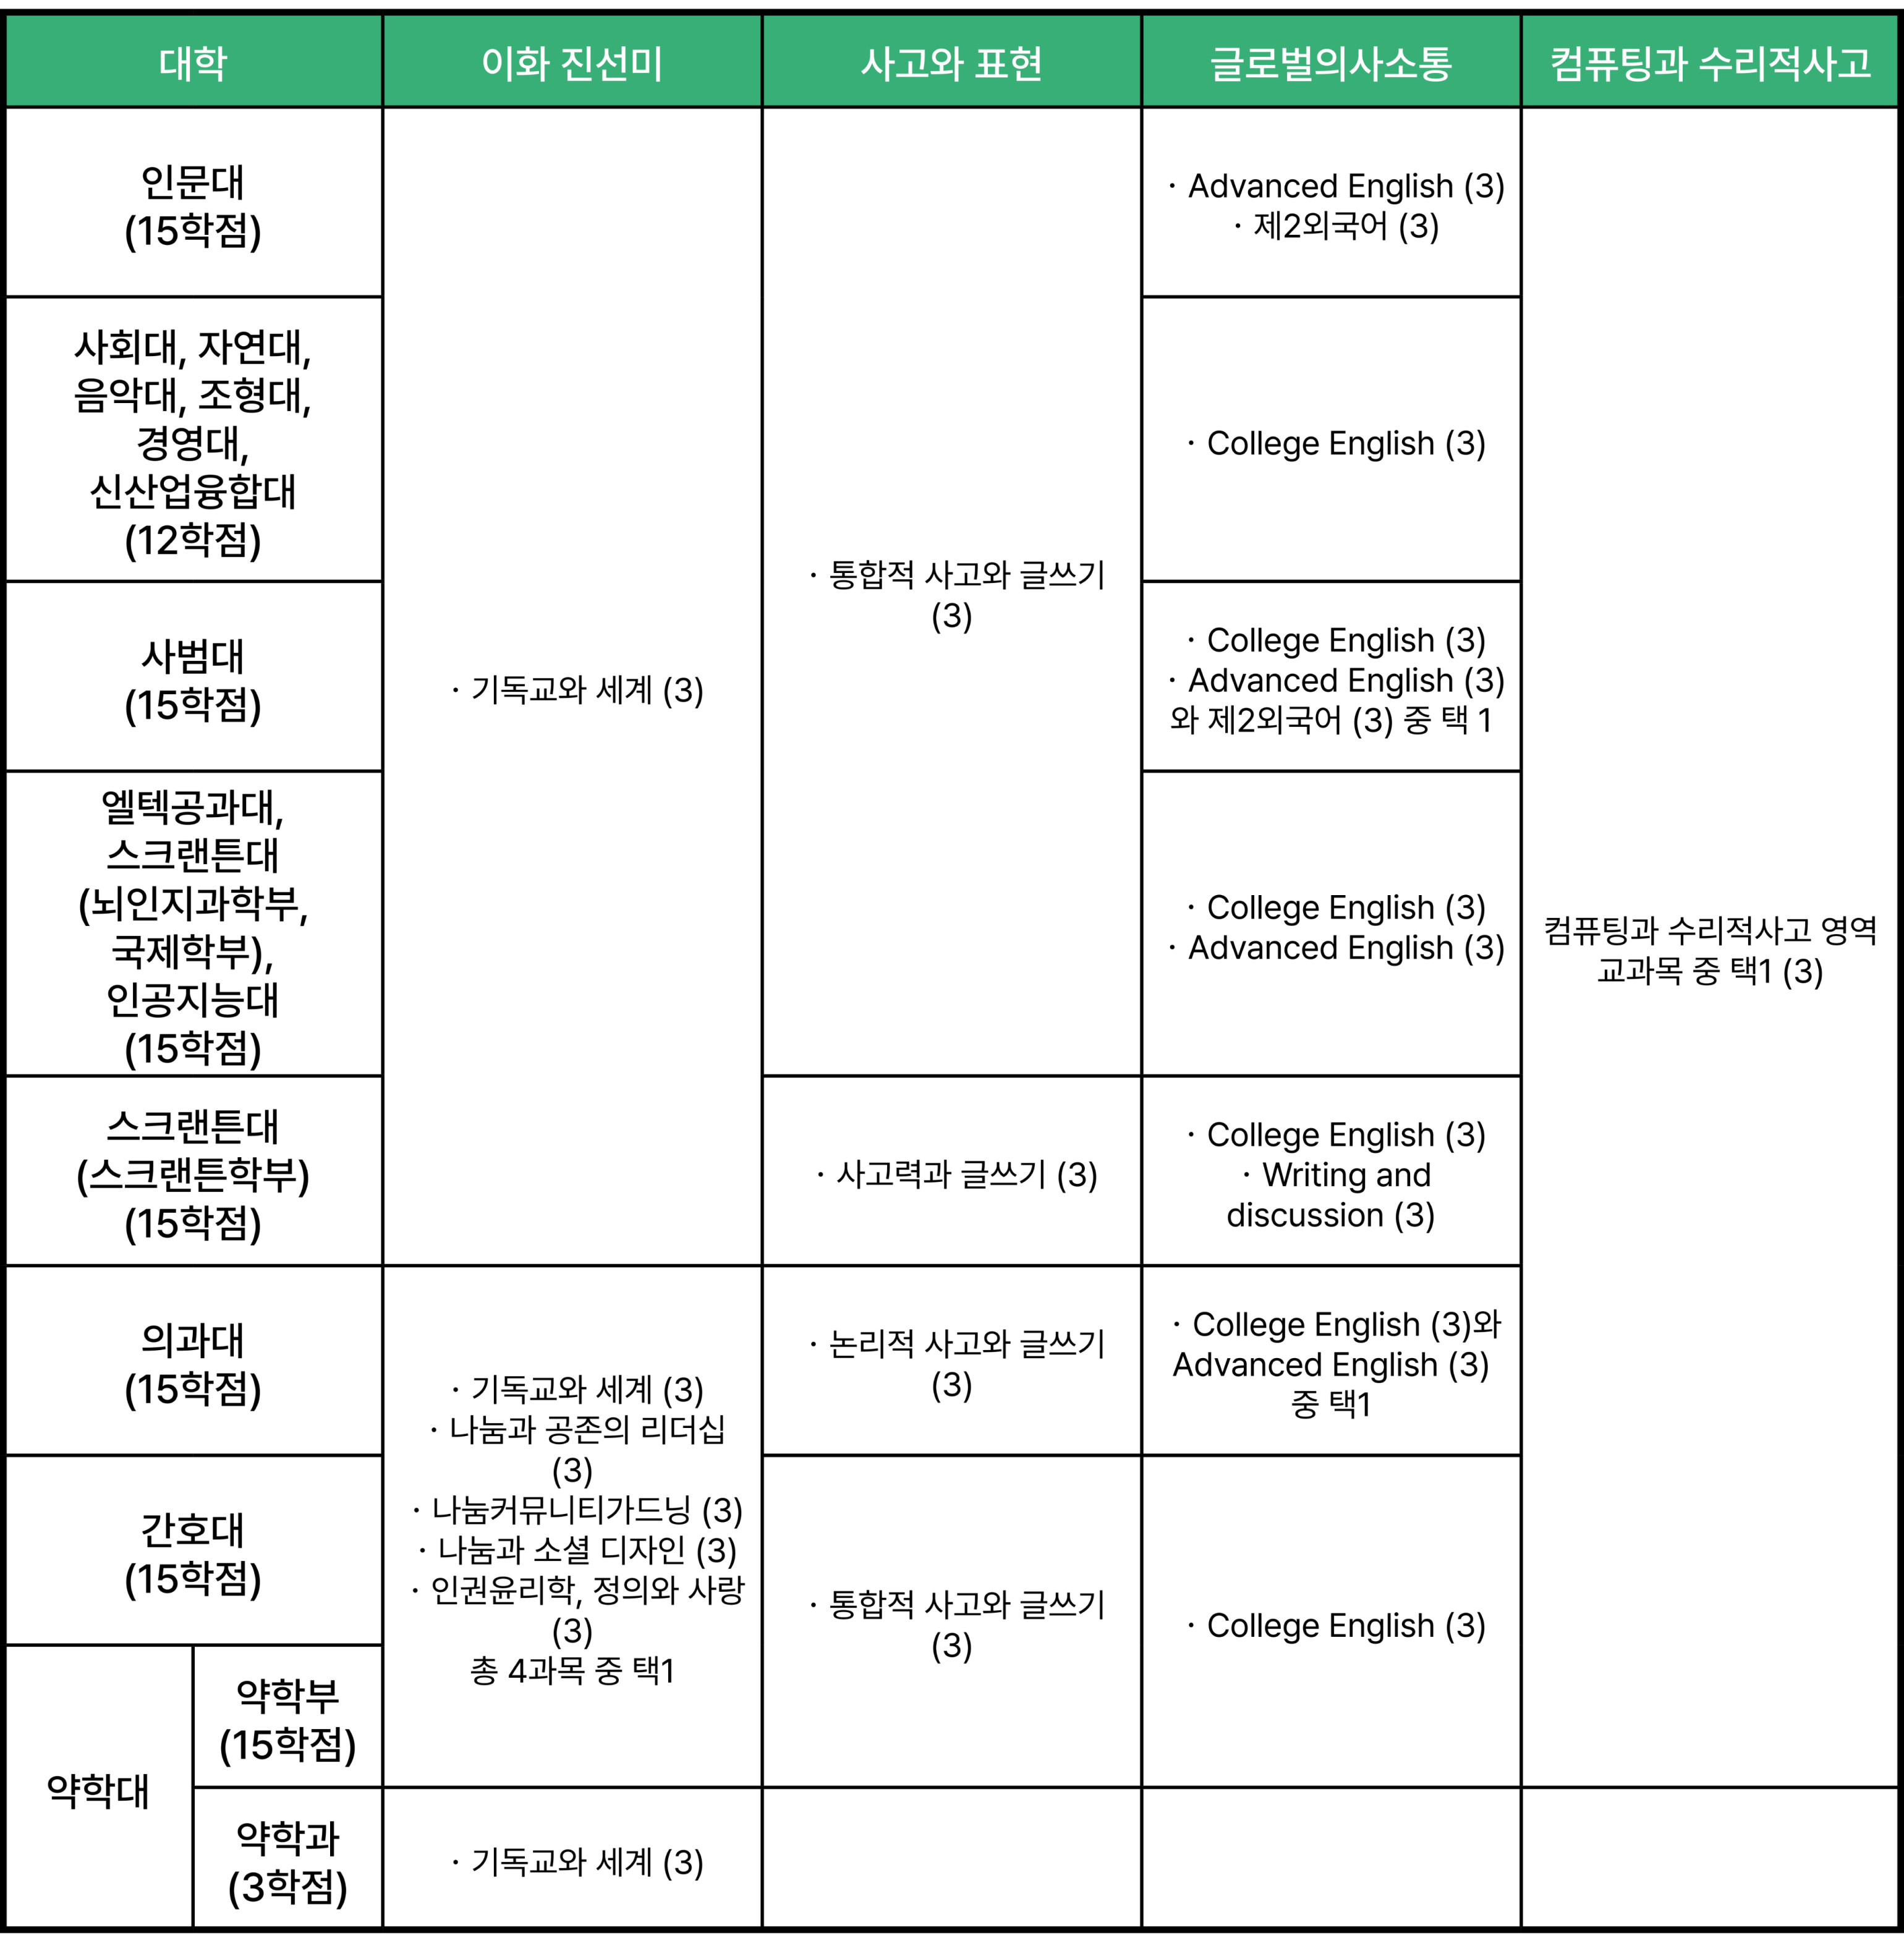 대학
이화 진선미
사고와 표현
글로벌의사소통
컴퓨팅과 수리적사고
인문대
(15학점)
· Advanced English (3)
· 제2외국어 (3)
사회대, 자연대,
음악대, 조형대,
경영대,
신산업융합대
(12학점)
· College English (3)
사범대
(15학점)
· College English (3)
· Advanced English (3)
와 제2외국어 (3) 중 택 1
엘텍공과대,
스크랜튼대
(뇌인지과학부,
국제학부),
인공지능대
(15학점)
· College English (3)
· Advanced English (3)
· 기독교와 세계 (3)
· 통합적 사고와 글쓰기
(3)
컴퓨팅과 수리적사고 영역
교과목 중 택1 (3)
스크랜튼대
(스크랜튼학부)
(15학점)
· 사고력과 글쓰기 (3)
· College English (3)
· Writing and
discussion (3)
의과대
(15학점)
· 기독교와 세계 (3)
· 나눔과 공존의 리더십
(3)
· 나눔커뮤니티가드닝 (3)
· 나눔과 소셜 디자인 (3)
· 인권윤리학, 정의와 사랑
(3)
총 4과목 중 택1
· 논리적 사고와 글쓰기
(3)
· College English (3)와
Advanced English (3)
중 택1
간호대
(15학점)
· 통합적 사고와 글쓰기
(3)
· College English (3)
약학대
약학부
(15학점)
약학과
(3학점)
· 기독교와 세계 (3)